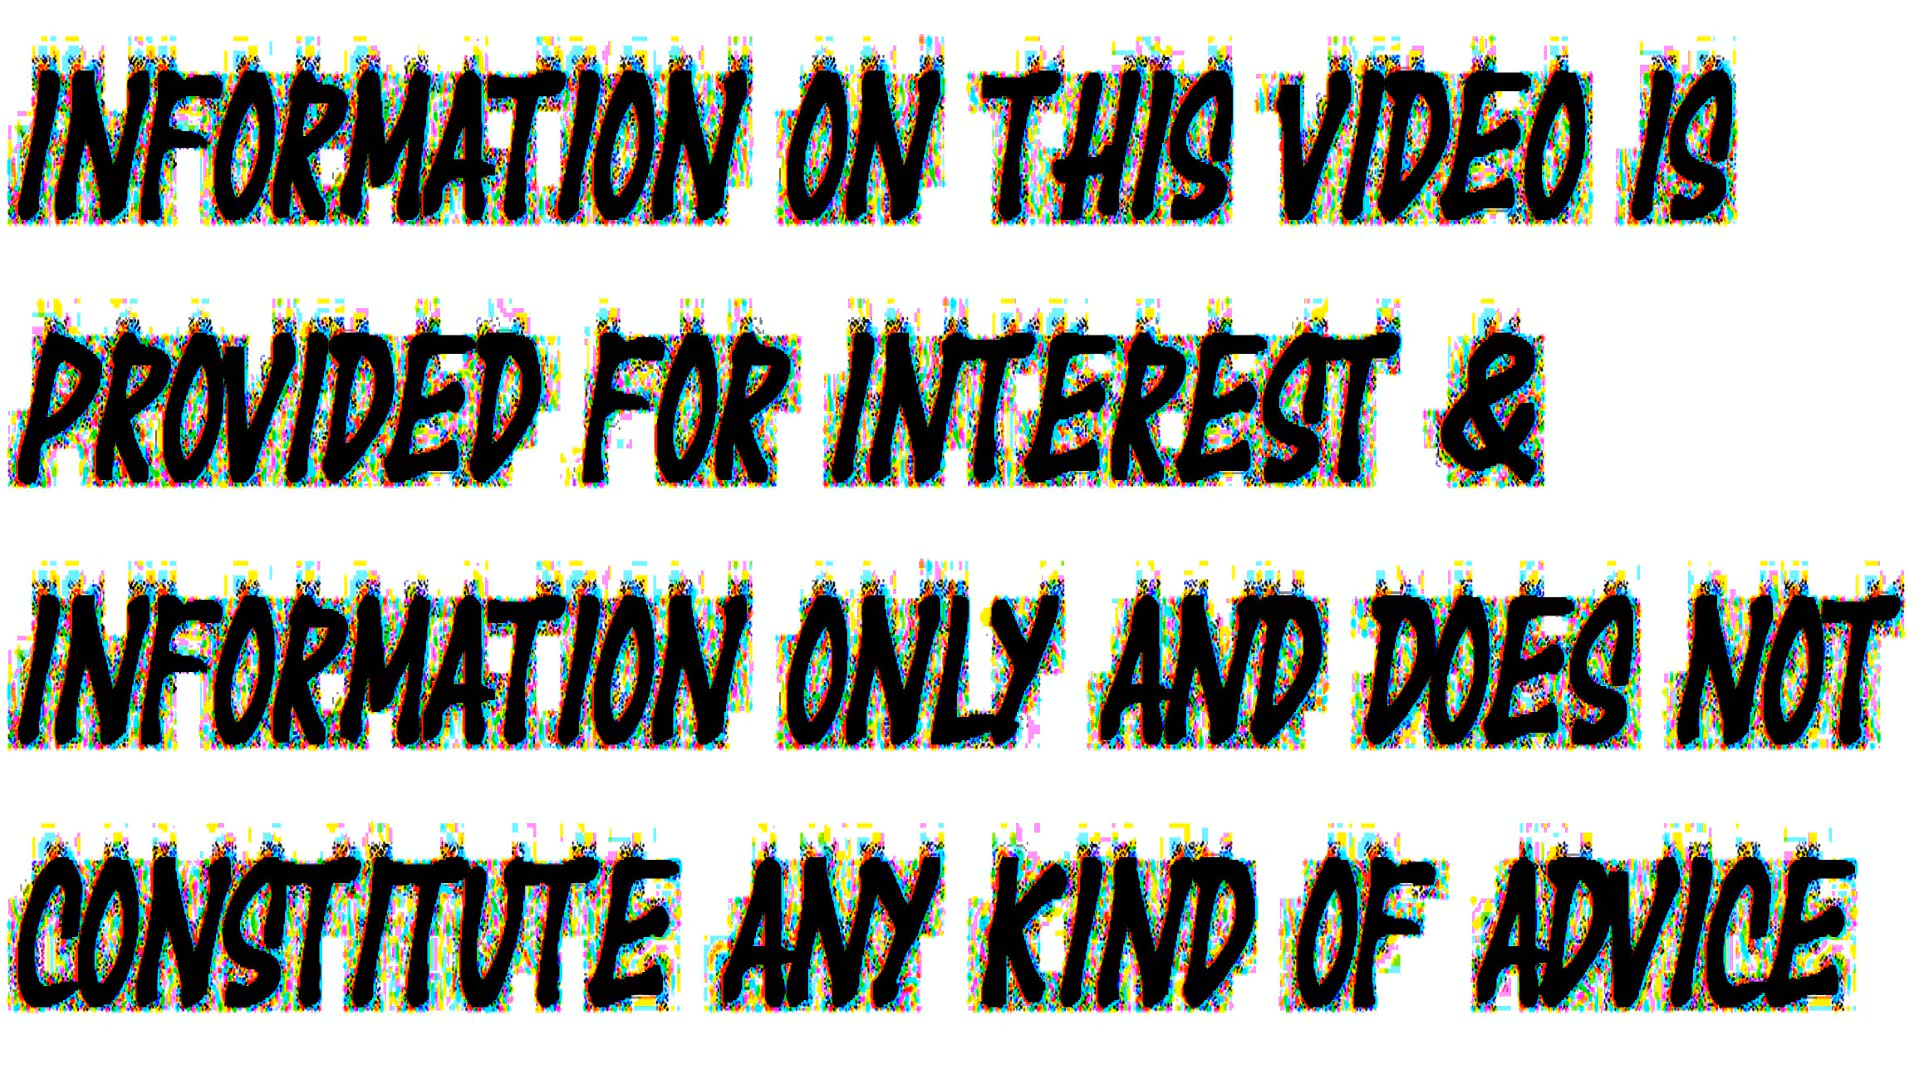 INFORMATION ON THIS VIDEO IS
PROVIDED FOR INTEREST &
INFORMATION ONLY AND DOES NOT
CONSTITUTE ANY KIND OF ADVICE